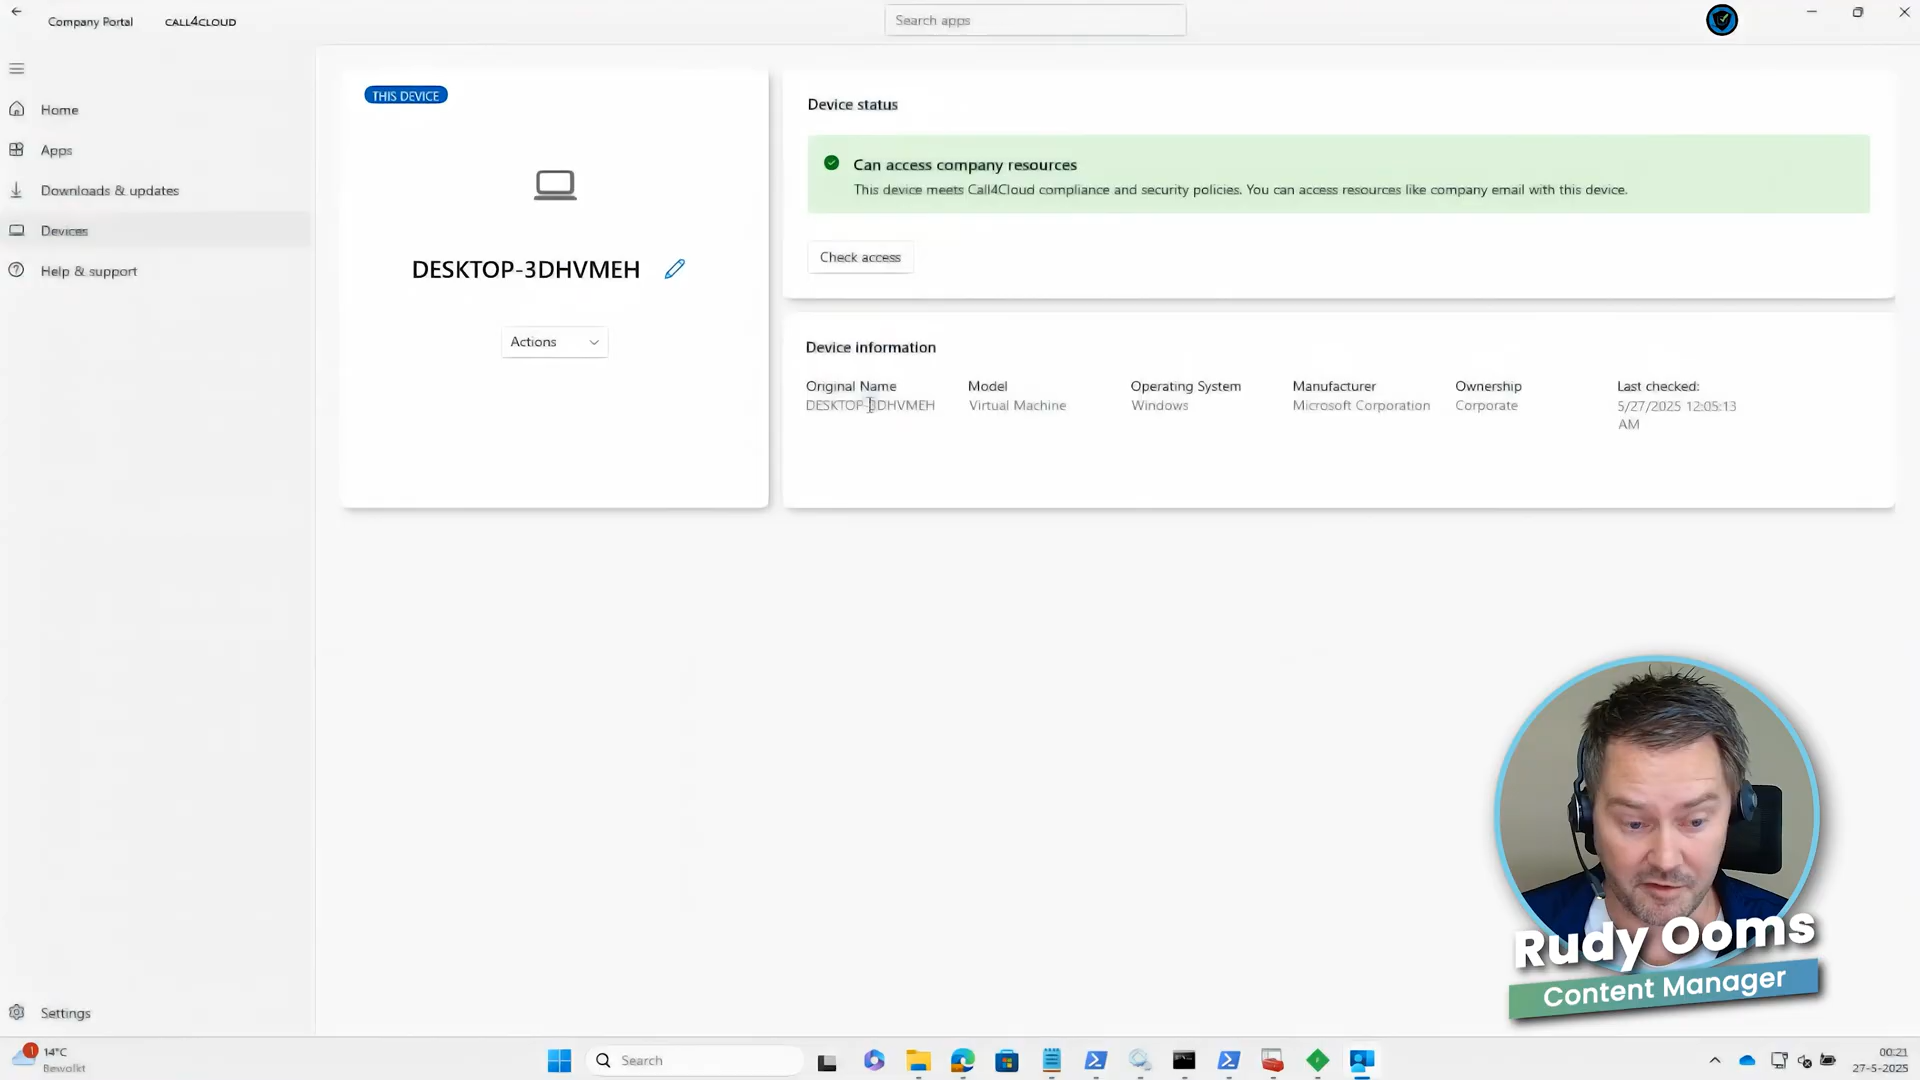 Company Portal
CALL4CLOUD
Search apps
Home
Apps
Downloads & updates
Devices
Help & support
Settings
THIS DEVICE
DESKTOP-3DHVMEH
Actions
Device status
Can access company resources
This device meets Call4Cloud compliance and security policies. You can access resources like company email with this device.
Check access
Device information
Original Name
DESKTOP-3DHVMEH
Model
Virtual Machine
Operating System
Windows
Manufacturer
Microsoft Corporation
Ownership
Corporate
Last checked:
5/27/2025 12:05:13
AM
Rudy Ooms
Content Manager
1
14°C
Bewolkt
Search
00:21
27-5-2025